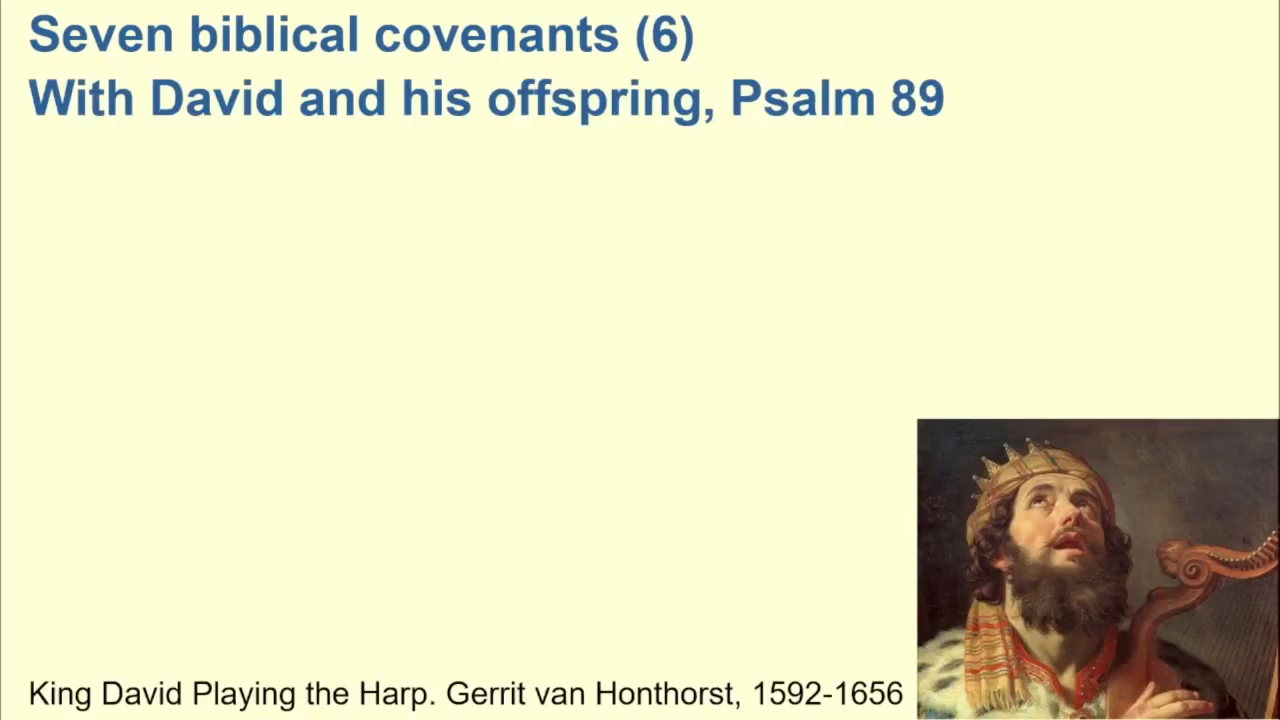 Seven biblical covenants (6)
With David and his offspring, Psalm 89
King David Playing the Harp. Gerrit van Honthorst, 1592-1656